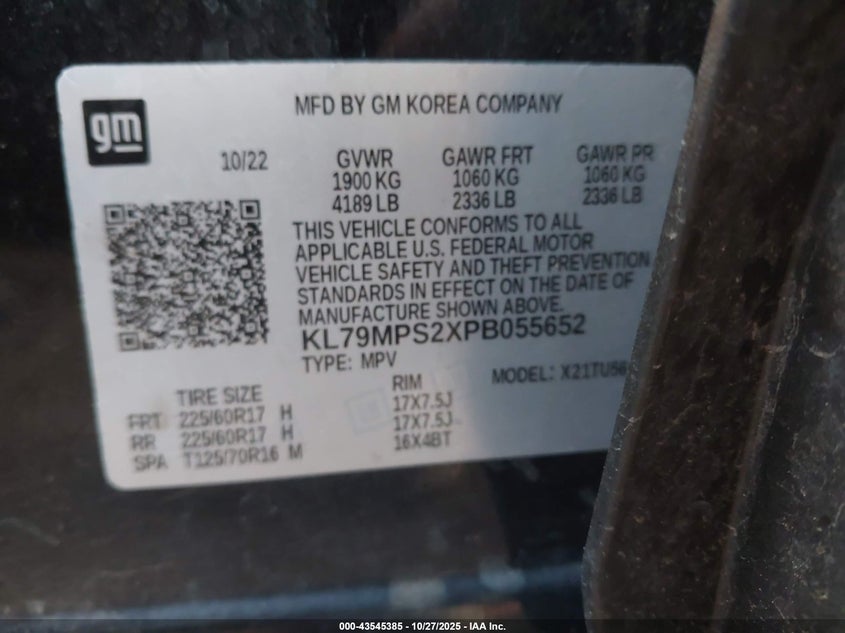 gm
MFD BY GM KOREA COMPANY
10/22 GVWR GAWR FRT GAWR RR
1900 KG 1060 KG 1060 KG
4189 LB 2336 LB 2336 LB
THIS VEHICLE CONFORMS TO ALL
APPLICABLE U.S. FEDERAL MOTOR
VEHICLE SAFETY AND THEFT PREVENTION
STANDARDS IN EFFECT ON THE DATE OF
MANUFACTURE SHOWN ABOVE.
KL79MPS2XPB055652
TYPE: MPV MODEL: X21TU56
TIRE SIZE RIM
FRT 225/60R17 H 17X7.5J
RR 225/60R17 H 17X7.5J
SPA T125/70R16 M 16X4BT
000-43545385 - 10/27/2025 - IAA Inc.